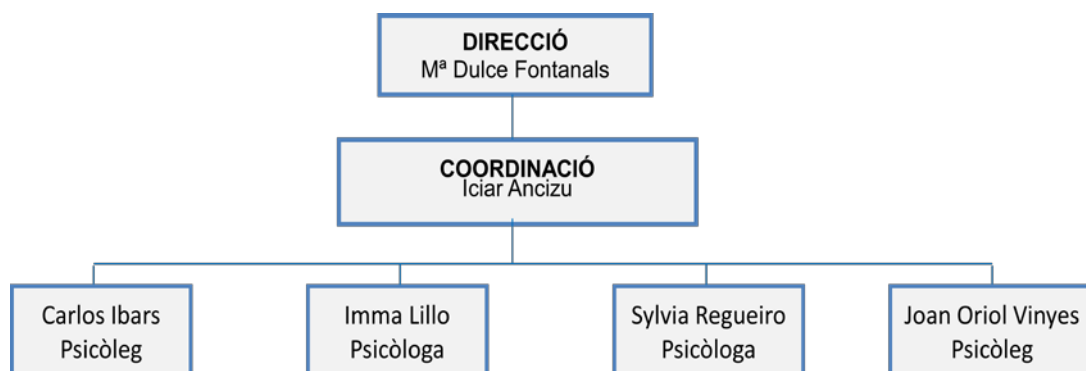 DIRECCIÓ
Mª Dulce Fontanals
COORDINACIÓ
Iciar Ancizu
Carlos Ibars
Psicòleg
Imma Lillo
Psicòloga
Sylvia Regueiro
Psicòloga
Joan Oriol Vinyes
Psicòleg